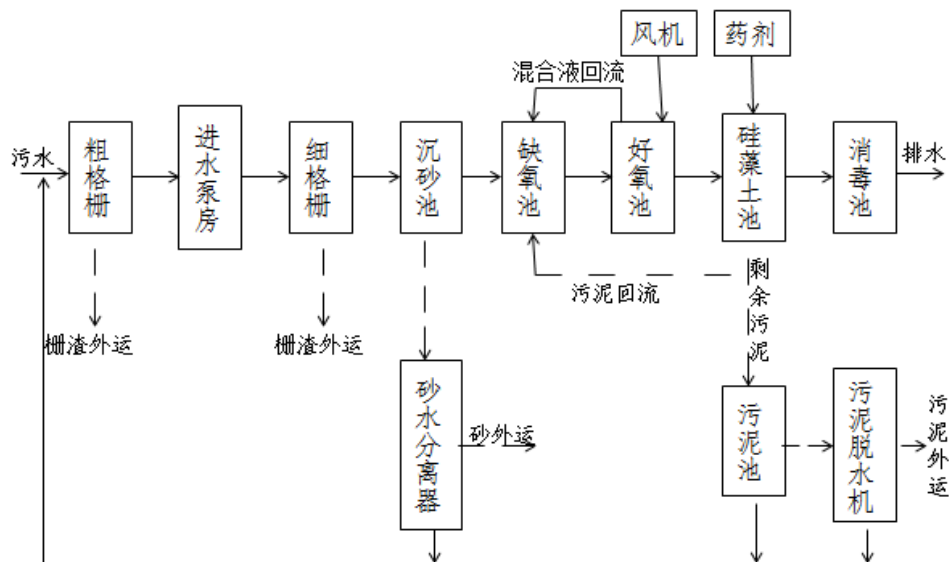 风机
药剂
混合液回流
污水
粗格栅
进水泵房
细格栅
沉砂池
缺氧池
好氧池
硅藻土池
消毒池
排水
污泥回流
剩余污泥
栅渣外运
栅渣外运
砂水分离器
砂外运
污泥池
污泥脱水机
污泥外运